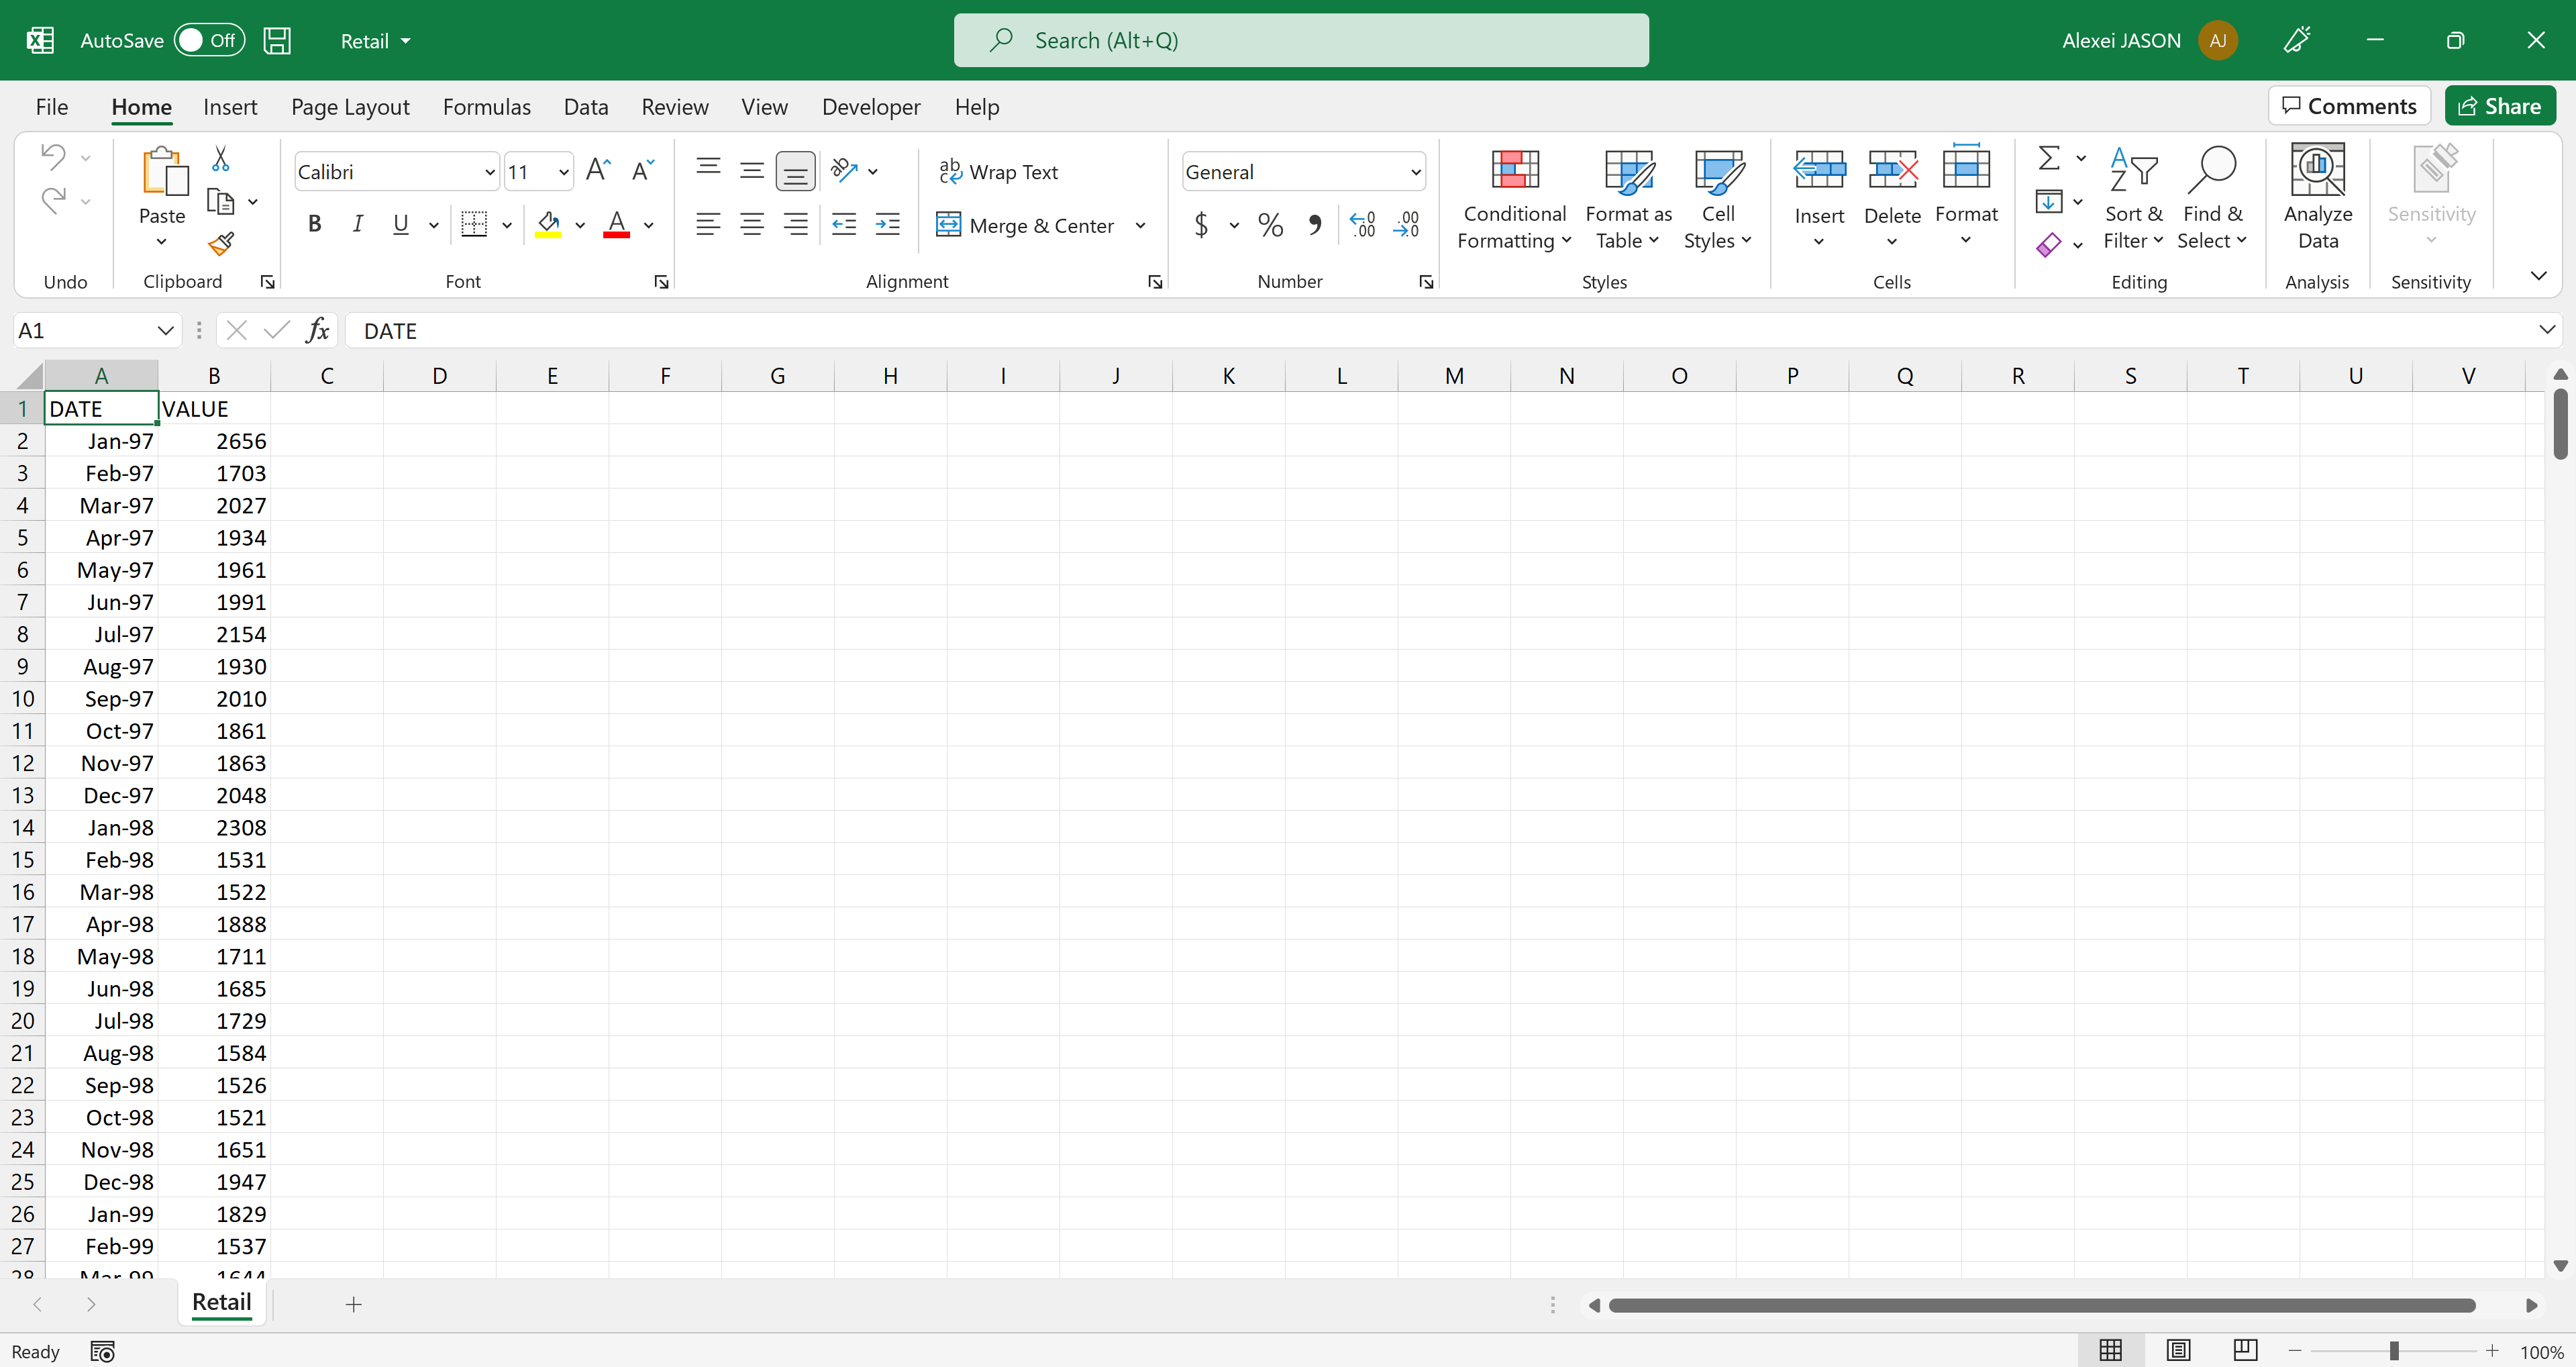 AutoSave Off Retail Search (Alt+Q) Alexei JASON AJ
File Home Insert Page Layout Formulas Data Review View Developer Help Comments Share
Calibri 11 Wrap Text General
Paste B I U Merge & Center $ % Conditional Formatting Format as Table Cell Styles Insert Delete Format Sort & Filter Find & Select Analyze Data Sensitivity
Undo Clipboard Font Alignment Number Styles Cells Editing Analysis Sensitivity
A1 fx DATE
A B C D E F G H I J K L M N O P Q R S T U V
1 DATE VALUE
2 Jan-97 2656
3 Feb-97 1703
4 Mar-97 2027
5 Apr-97 1934
6 May-97 1961
7 Jun-97 1991
8 Jul-97 2154
9 Aug-97 1930
10 Sep-97 2010
11 Oct-97 1861
12 Nov-97 1863
13 Dec-97 2048
14 Jan-98 2308
15 Feb-98 1531
16 Mar-98 1522
17 Apr-98 1888
18 May-98 1711
19 Jun-98 1685
20 Jul-98 1729
21 Aug-98 1584
22 Sep-98 1526
23 Oct-98 1521
24 Nov-98 1651
25 Dec-98 1947
26 Jan-99 1829
27 Feb-99 1537
28 Mar-99 1644
Retail
Ready 100%